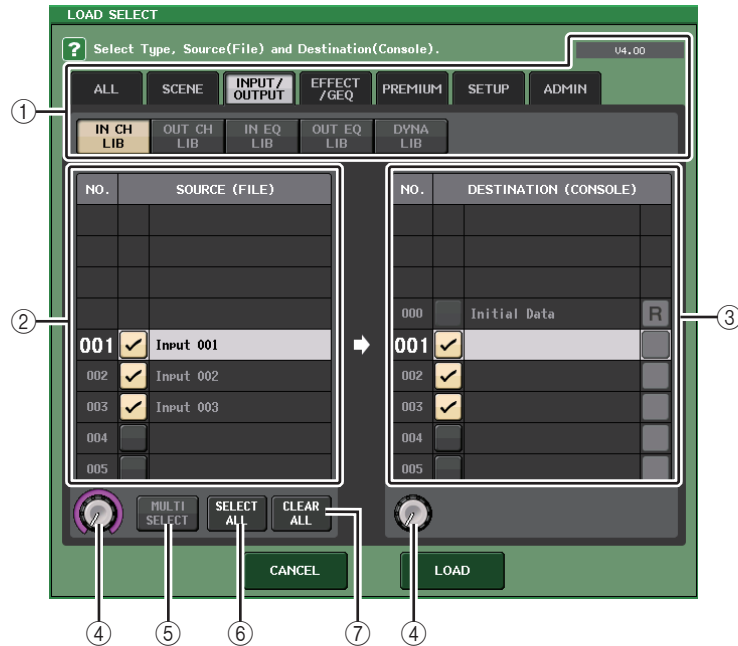 LOAD SELECT
? Select Type, Source(File) and Destination(Console).
V4.00
ALL
SCENE
INPUT/
OUTPUT
EFFECT
/GEQ
PREMIUM
SETUP
ADMIN
①
IN CH
LIB
OUT CH
LIB
IN EQ
LIB
OUT EQ
LIB
DYNA
LIB
NO. SOURCE (FILE)
001 Input 001
002 Input 002
003 Input 003
004
005
②
NO. DESTINATION (CONSOLE)
000 Initial Data R
001
002
003
004
005
③
MULTI
SELECT
SELECT
ALL
CLEAR
ALL
CANCEL
LOAD
④ ⑤ ⑥ ⑦ ④